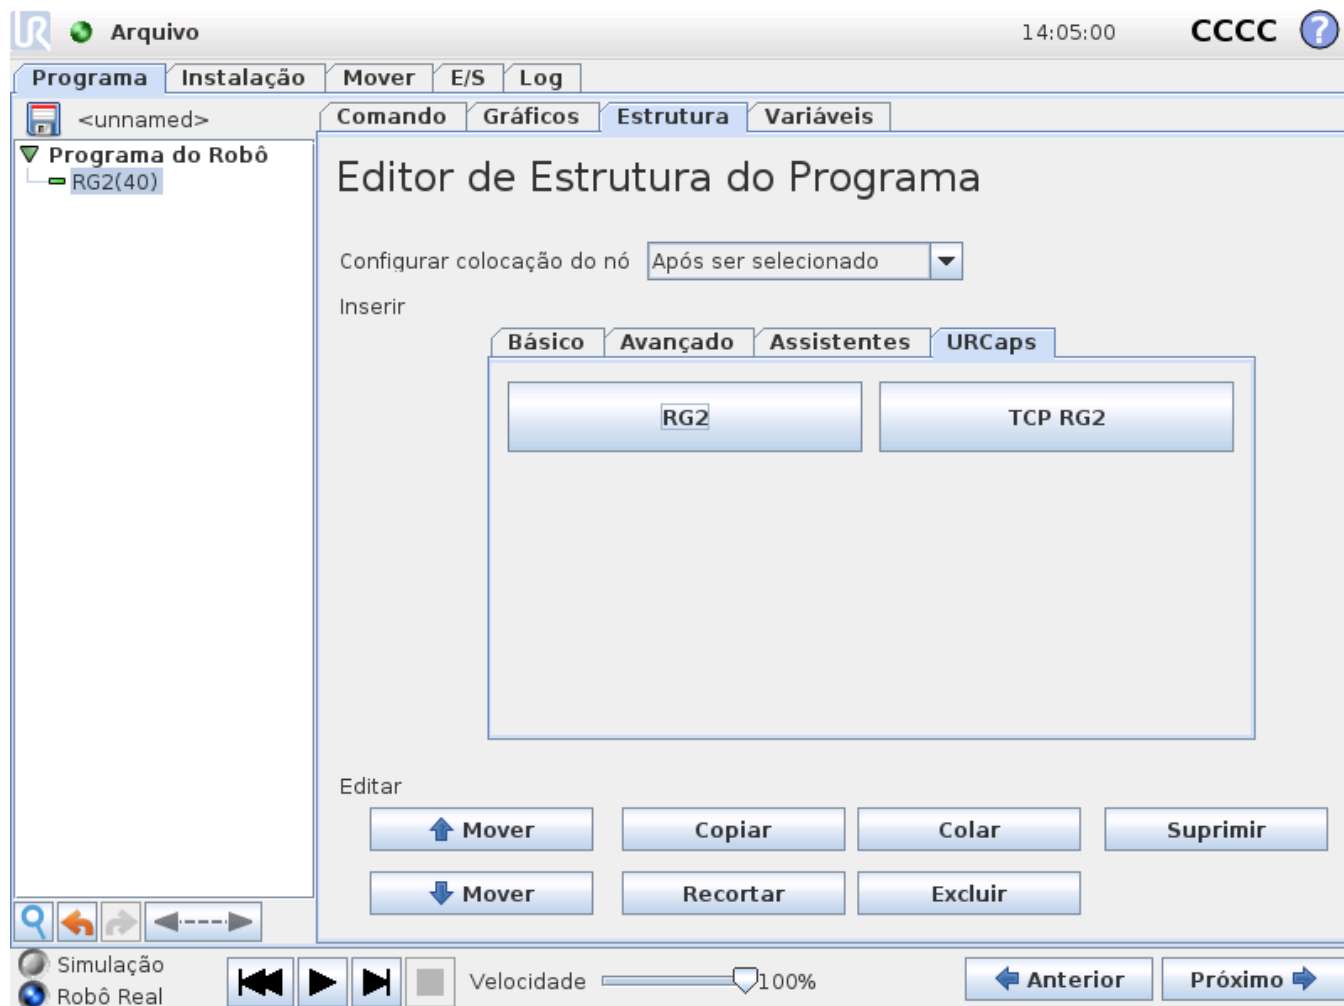 UR Arquivo 14:05:00 CCCC ?
Programa Instalação Mover E/S Log
<unnamed> Comando Gráficos Estrutura Variáveis
Programa do Robô
RG2(40)
Editor de Estrutura do Programa
Configurar colocação do nó Após ser selecionado
Inserir
Básico Avançado Assistentes URCaps
RG2 TCP RG2
Editar
Mover Copiar Colar Suprimir
Mover Recortar Excluir
Simulação
Robô Real
Velocidade 100% Anterior Próximo